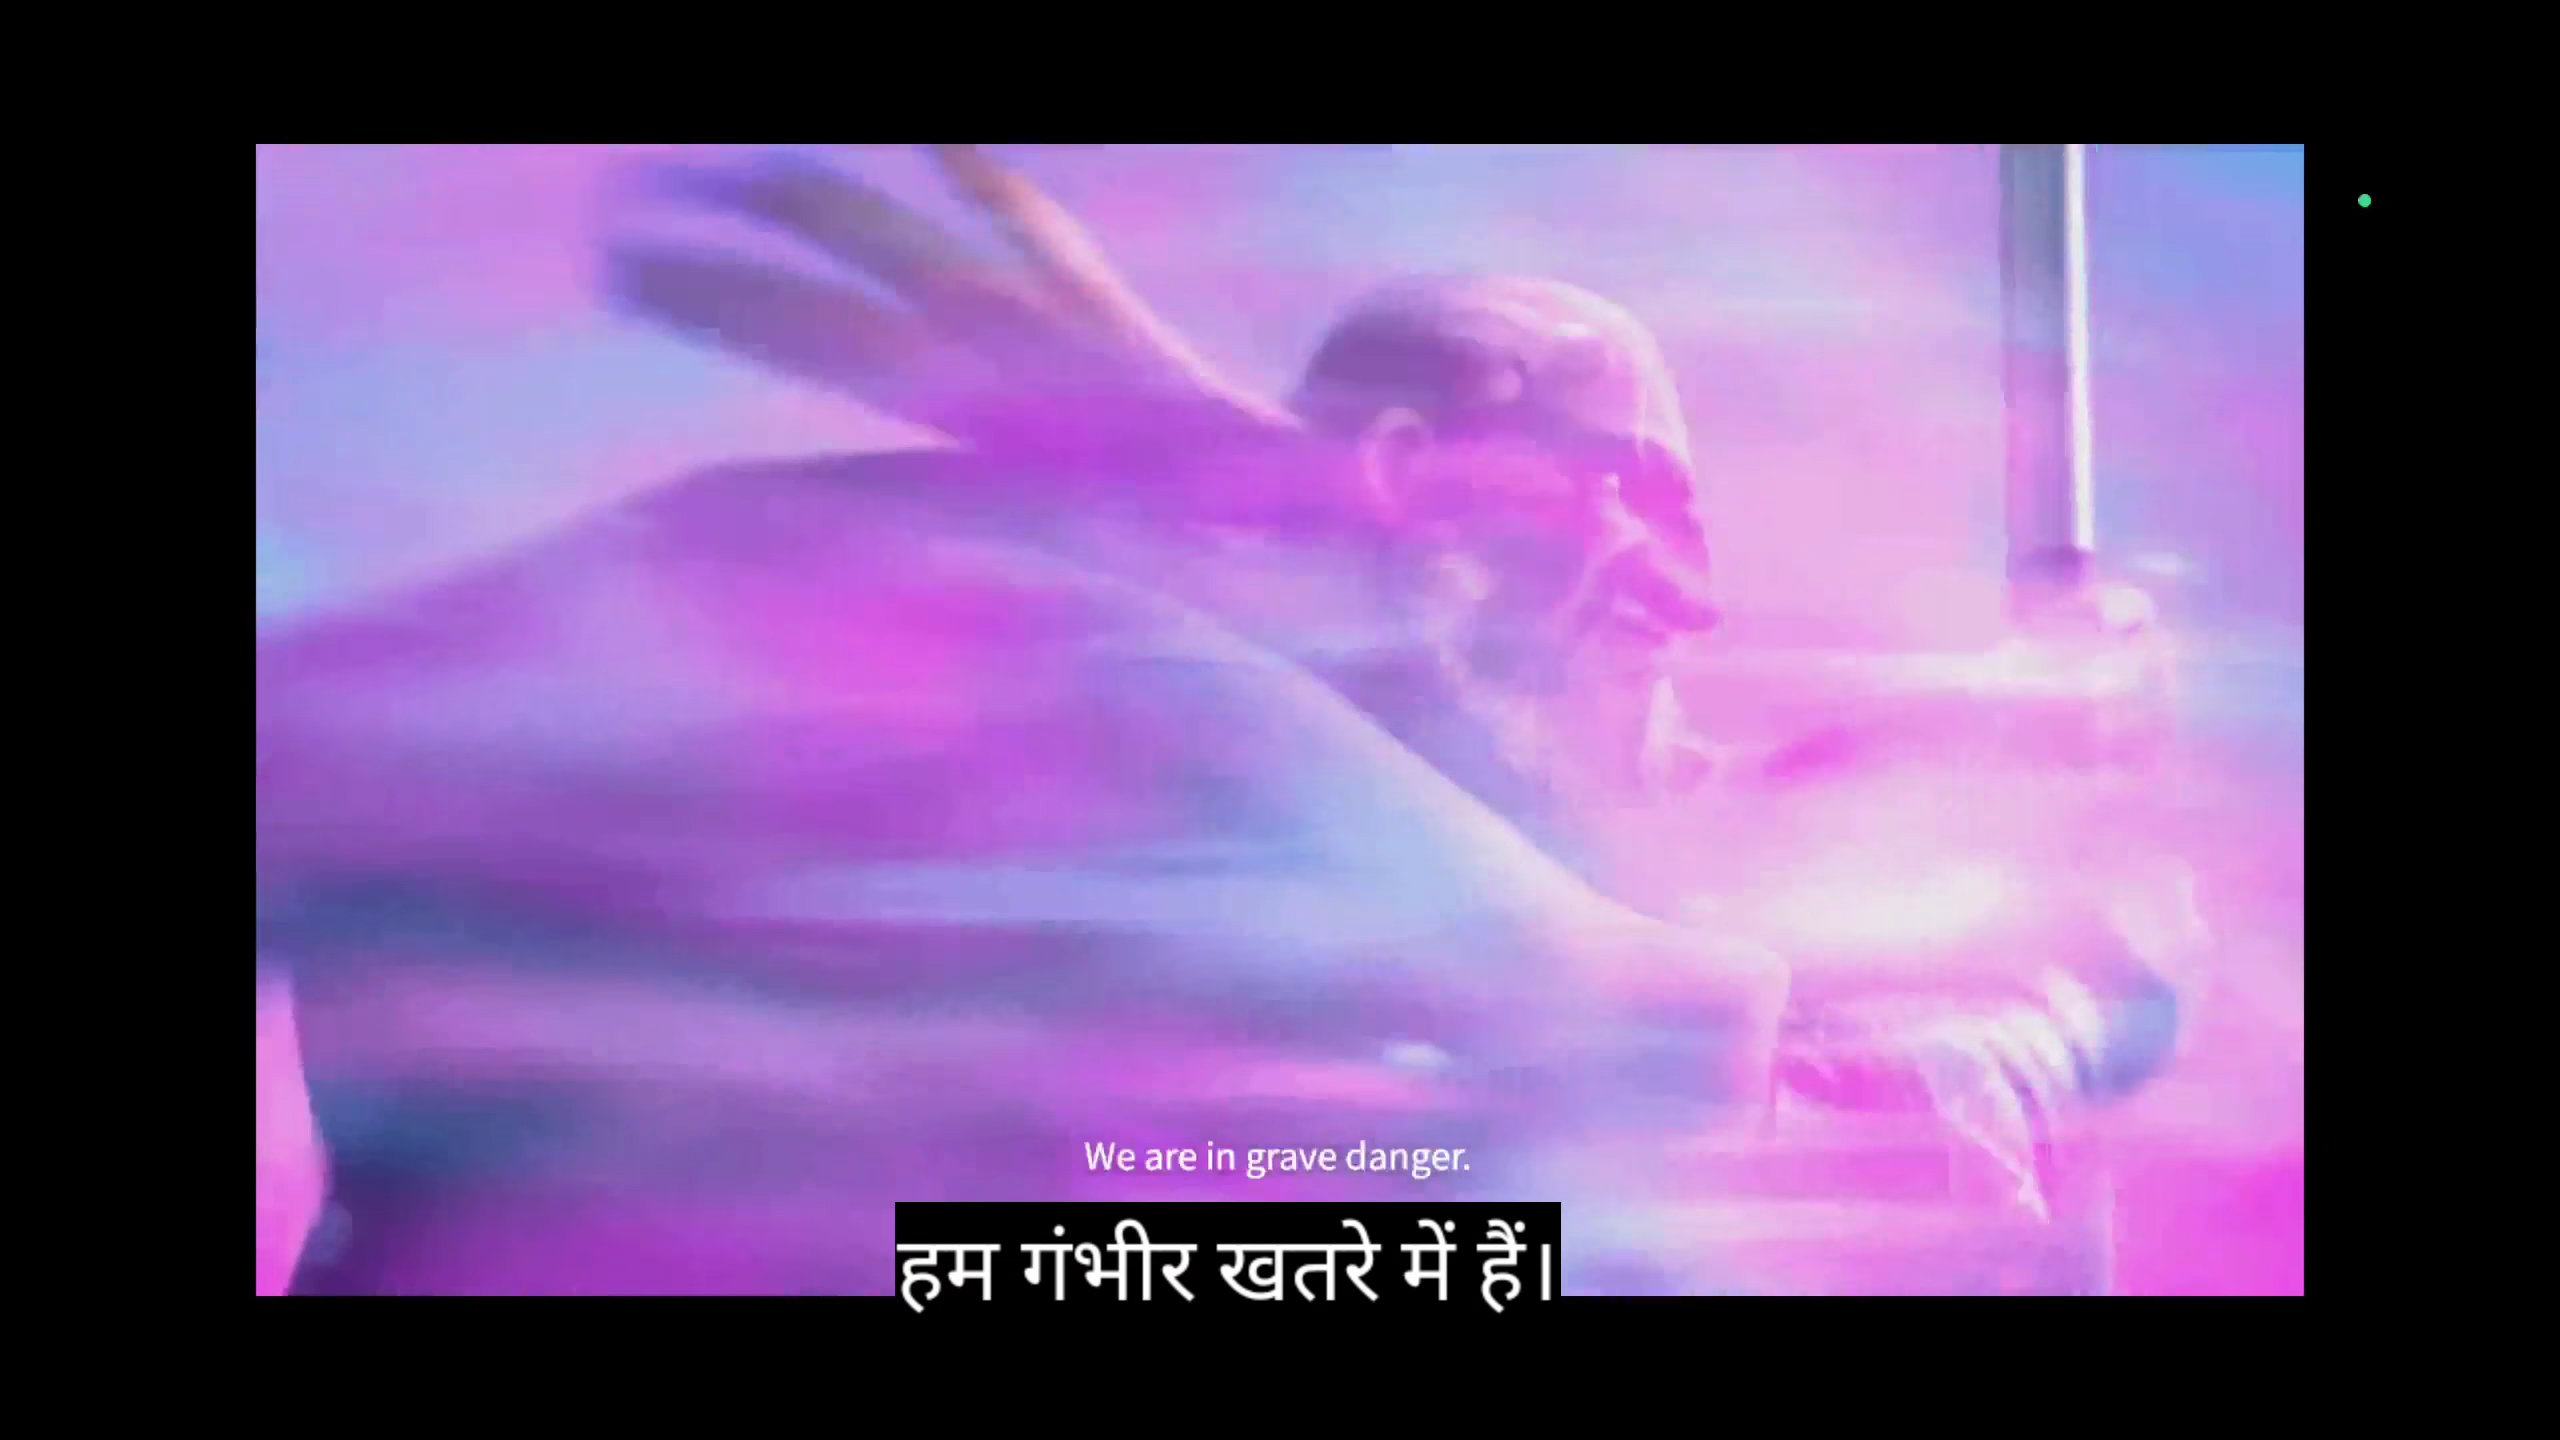 We are in grave danger.
हम गंभीर खतरे में हैं।